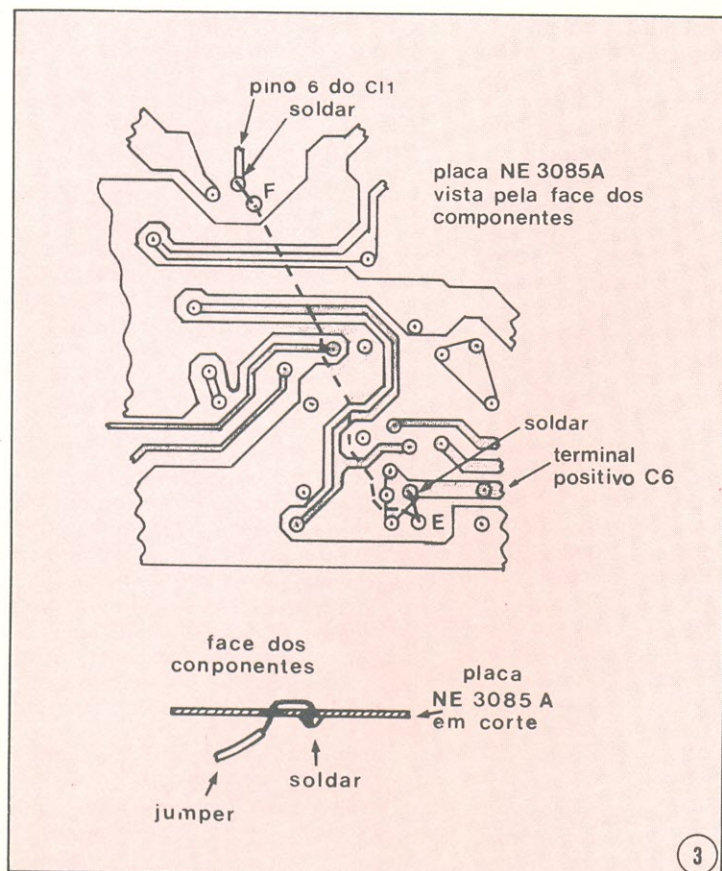 pino 6 do CI1
soldar
F
placa NE 3085A
vista pela face dos
componentes
soldar
terminal
positivo C6
E
face dos
conponentes
placa
NE 3085 A
em corte
soldar
jumper
3